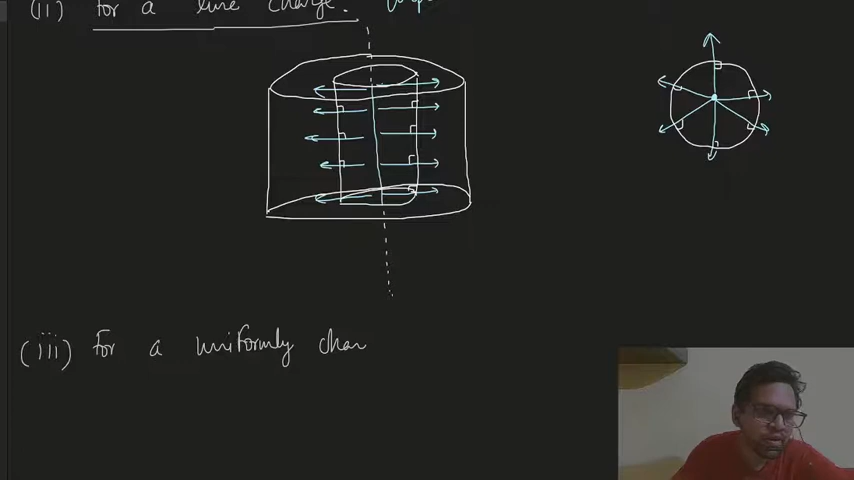 (ii) for a line charge.
(iii) for a uniformly char